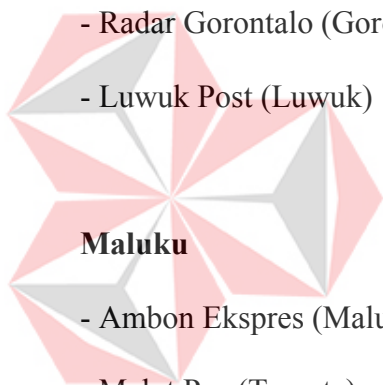 - Radar Gorontalo (Gor
- Luwuk Post (Luwuk)
Maluku
- Ambon Ekspres (Malu